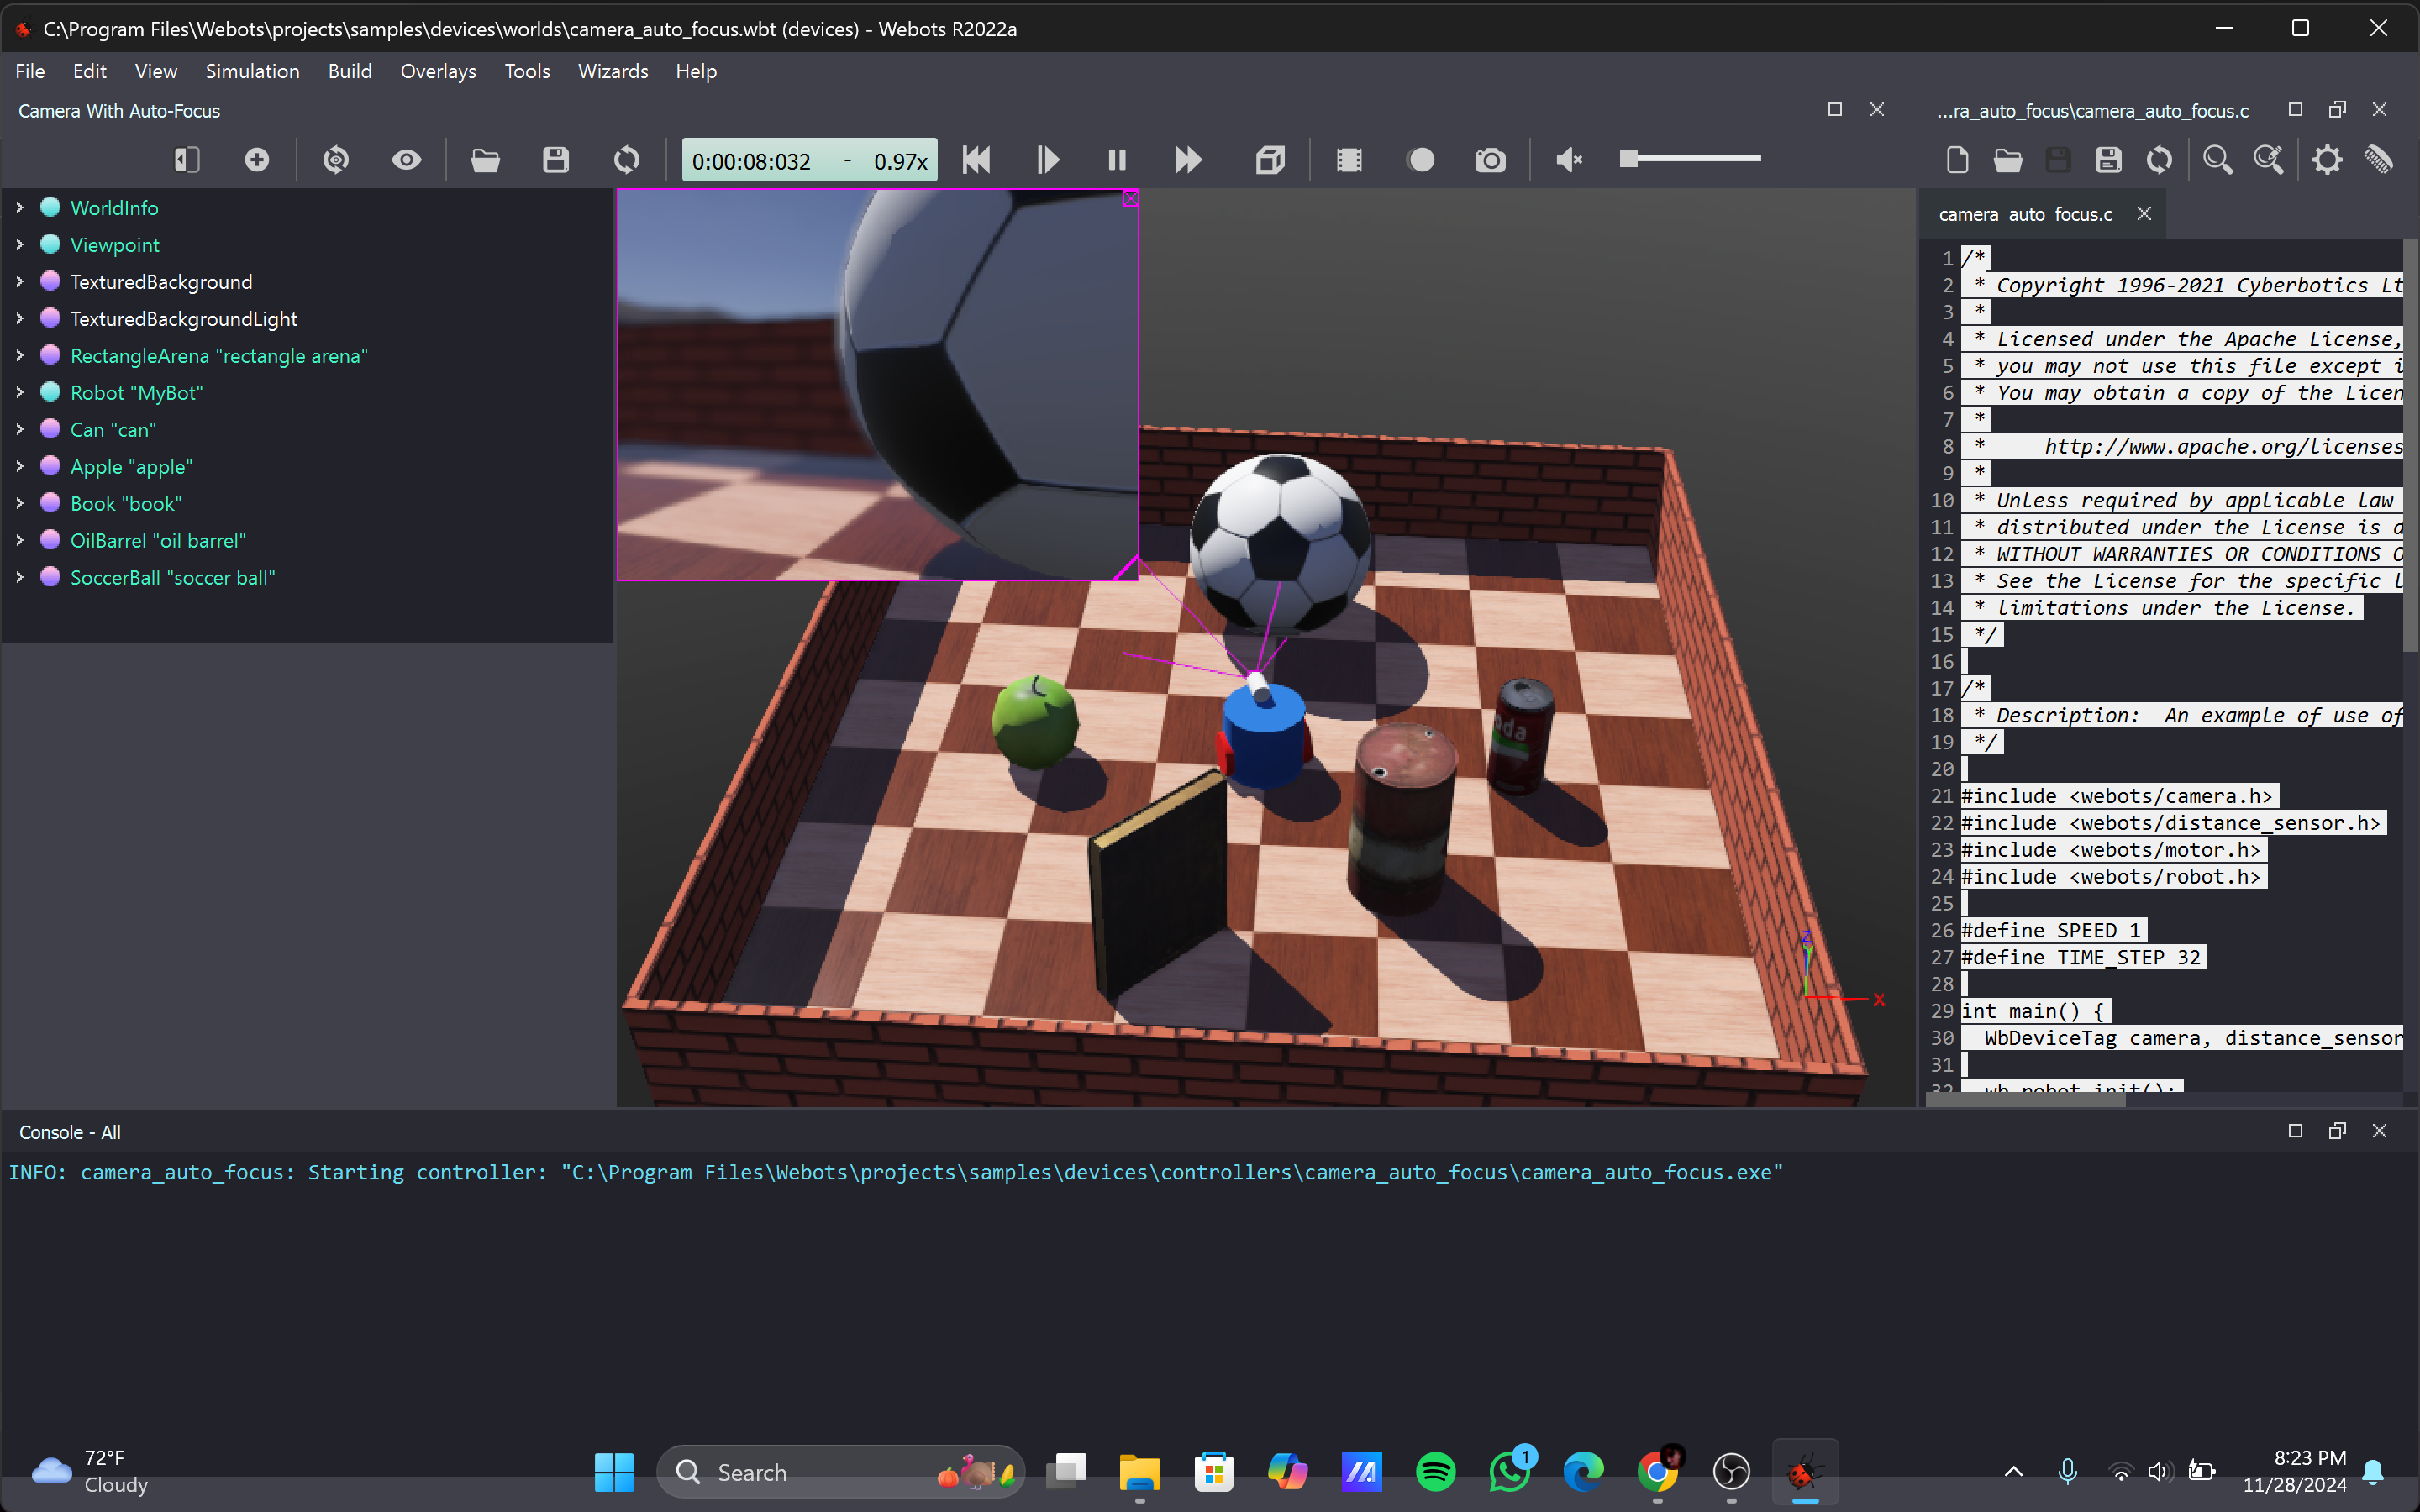 C:\Program Files\Webots\projects\samples\devices\worlds\camera_auto_focus.wbt (devices) - Webots R2022a
File Edit View Simulation Build Overlays Tools Wizards Help
Camera With Auto-Focus
...ra_auto_focus\camera_auto_focus.c
0:00:08:032 - 0.97x
WorldInfo
Viewpoint
TexturedBackground
TexturedBackgroundLight
RectangleArena "rectangle arena"
Robot "MyBot"
Can "can"
Apple "apple"
Book "book"
OilBarrel "oil barrel"
SoccerBall "soccer ball"
oda
Z
X
camera_auto_focus.c
1 /*
2 * Copyright 1996-2021 Cyberbotics Lt
3 *
4 * Licensed under the Apache License,
5 * you may not use this file except i
6 * You may obtain a copy of the Licen
7 *
8 * http://www.apache.org/licenses
9 *
10 * Unless required by applicable law
11 * distributed under the License is d
12 * WITHOUT WARRANTIES OR CONDITIONS O
13 * See the License for the specific l
14 * limitations under the License.
15 */
16
17 /*
18 * Description: An example of use of
19 */
20
21 #include <webots/camera.h>
22 #include <webots/distance_sensor.h>
23 #include <webots/motor.h>
24 #include <webots/robot.h>
25
26 #define SPEED 1
27 #define TIME_STEP 32
28
29 int main() {
30 WbDeviceTag camera, distance_sensor
31
32 wb_robot_init();
Console - All
INFO: camera_auto_focus: Starting controller: "C:\Program Files\Webots\projects\samples\devices\controllers\camera_auto_focus\camera_auto_focus.exe"
72°F
Cloudy
Search
1
8:23 PM
11/28/2024